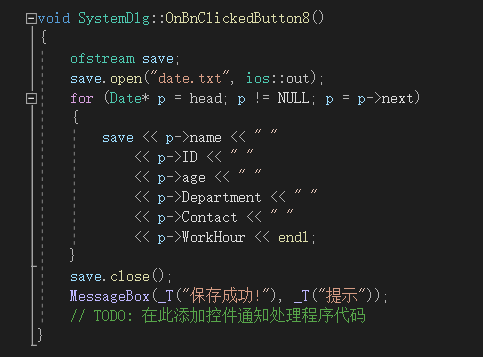 void SystemDlg::OnBnClickedButton8()
{
ofstream save;
save.open("date.txt", ios::out);
for (Date* p = head; p != NULL; p = p->next)
{
save << p->name << " "
<< p->ID << " "
<< p->age << " "
<< p->Department << " "
<< p->Contact << " "
<< p->WorkHour << endl;
}
save.close();
MessageBox(_T("保存成功!"), _T("提示"));
// TODO: 在此添加控件通知处理程序代码
}